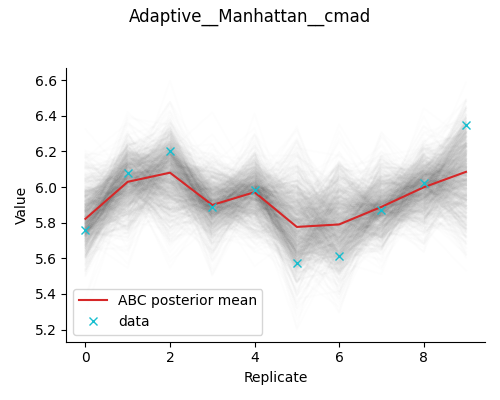 Adaptive__Manhattan__cmad
6.6
6.4
6.2
6.0
5.8
5.6
5.4
5.2
Value
ABC posterior mean
data
0 2 4 6 8
Replicate